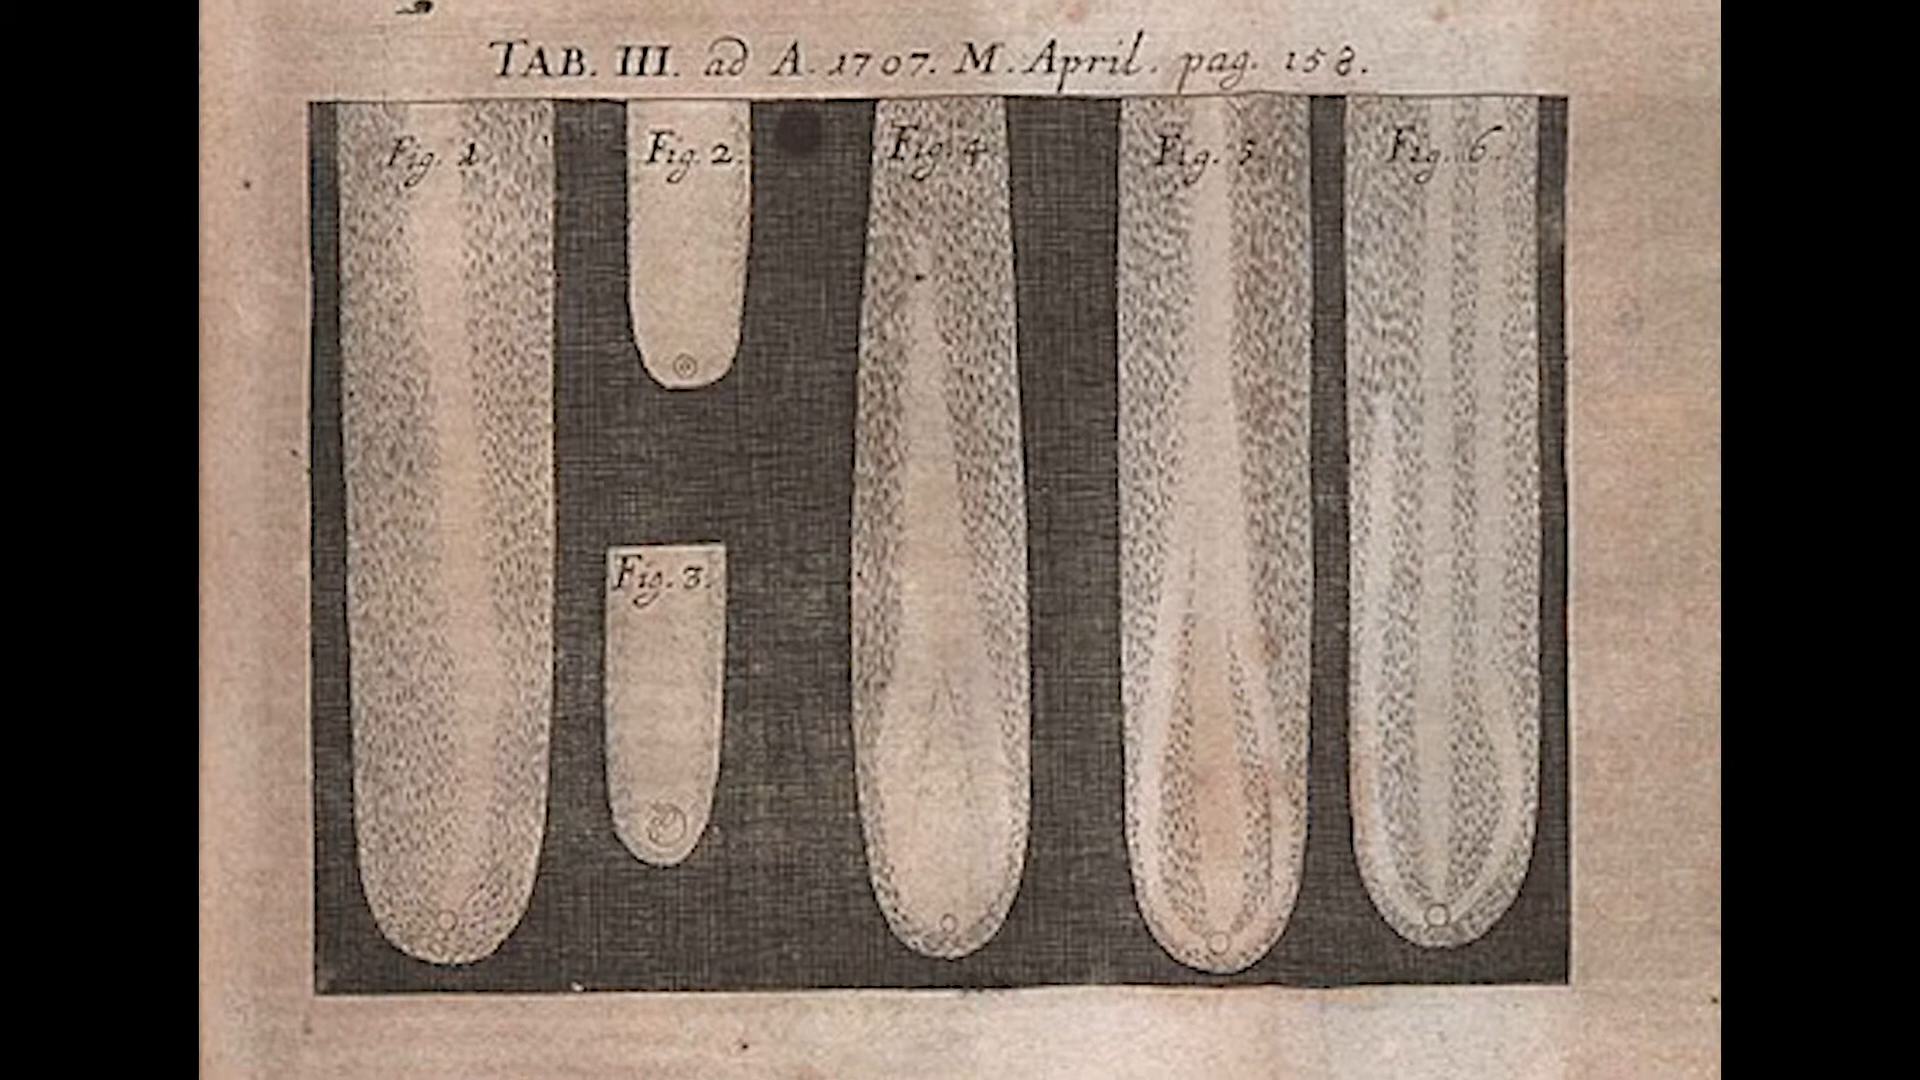 TAB. III. ad A. 1707. M. April. pag. 158.
Fig. 1.
Fig. 2.
Fig. 4
Fig. 5.
Fig. 6.
Fig. 3.